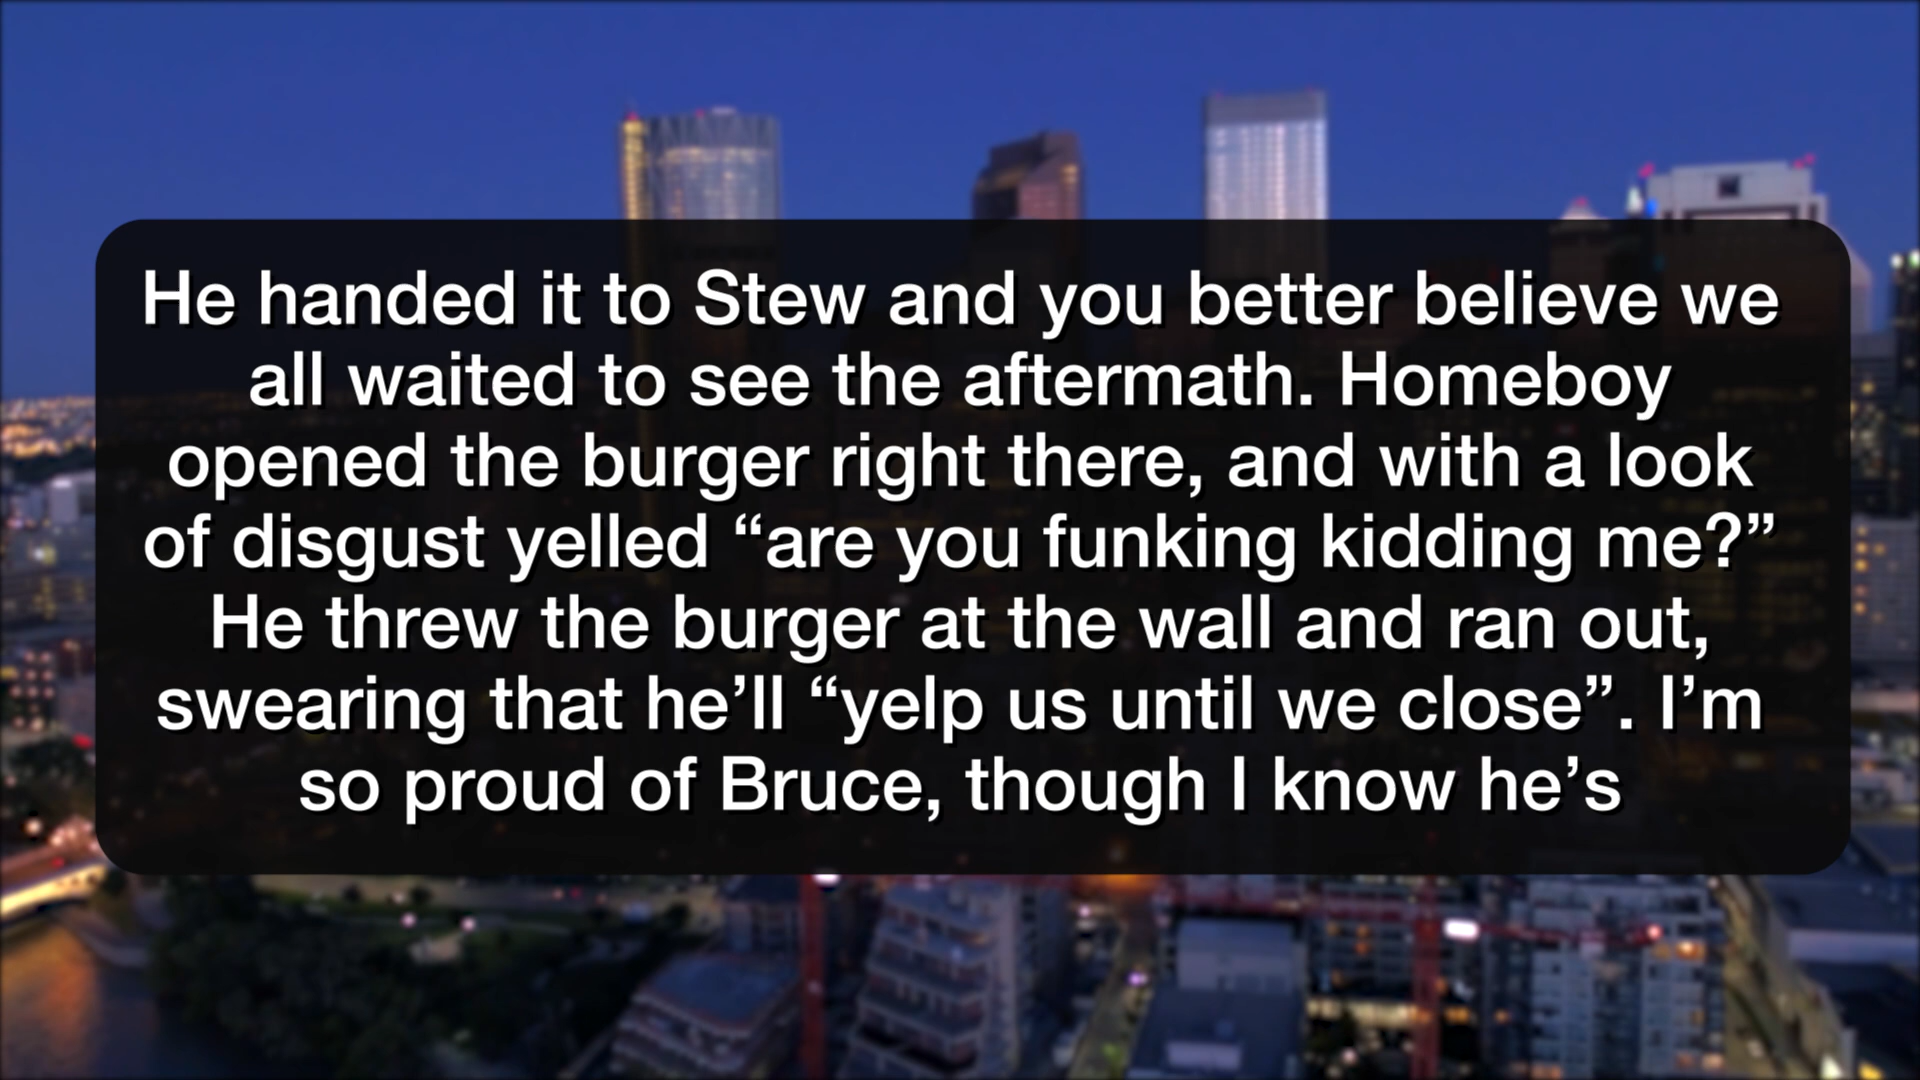 He handed it to Stew and you better believe we
all waited to see the aftermath. Homeboy
opened the burger right there, and with a look
of disgust yelled “are you funking kidding me?”
He threw the burger at the wall and ran out,
swearing that he’ll “yelp us until we close”. I’m
so proud of Bruce, though I know he’s